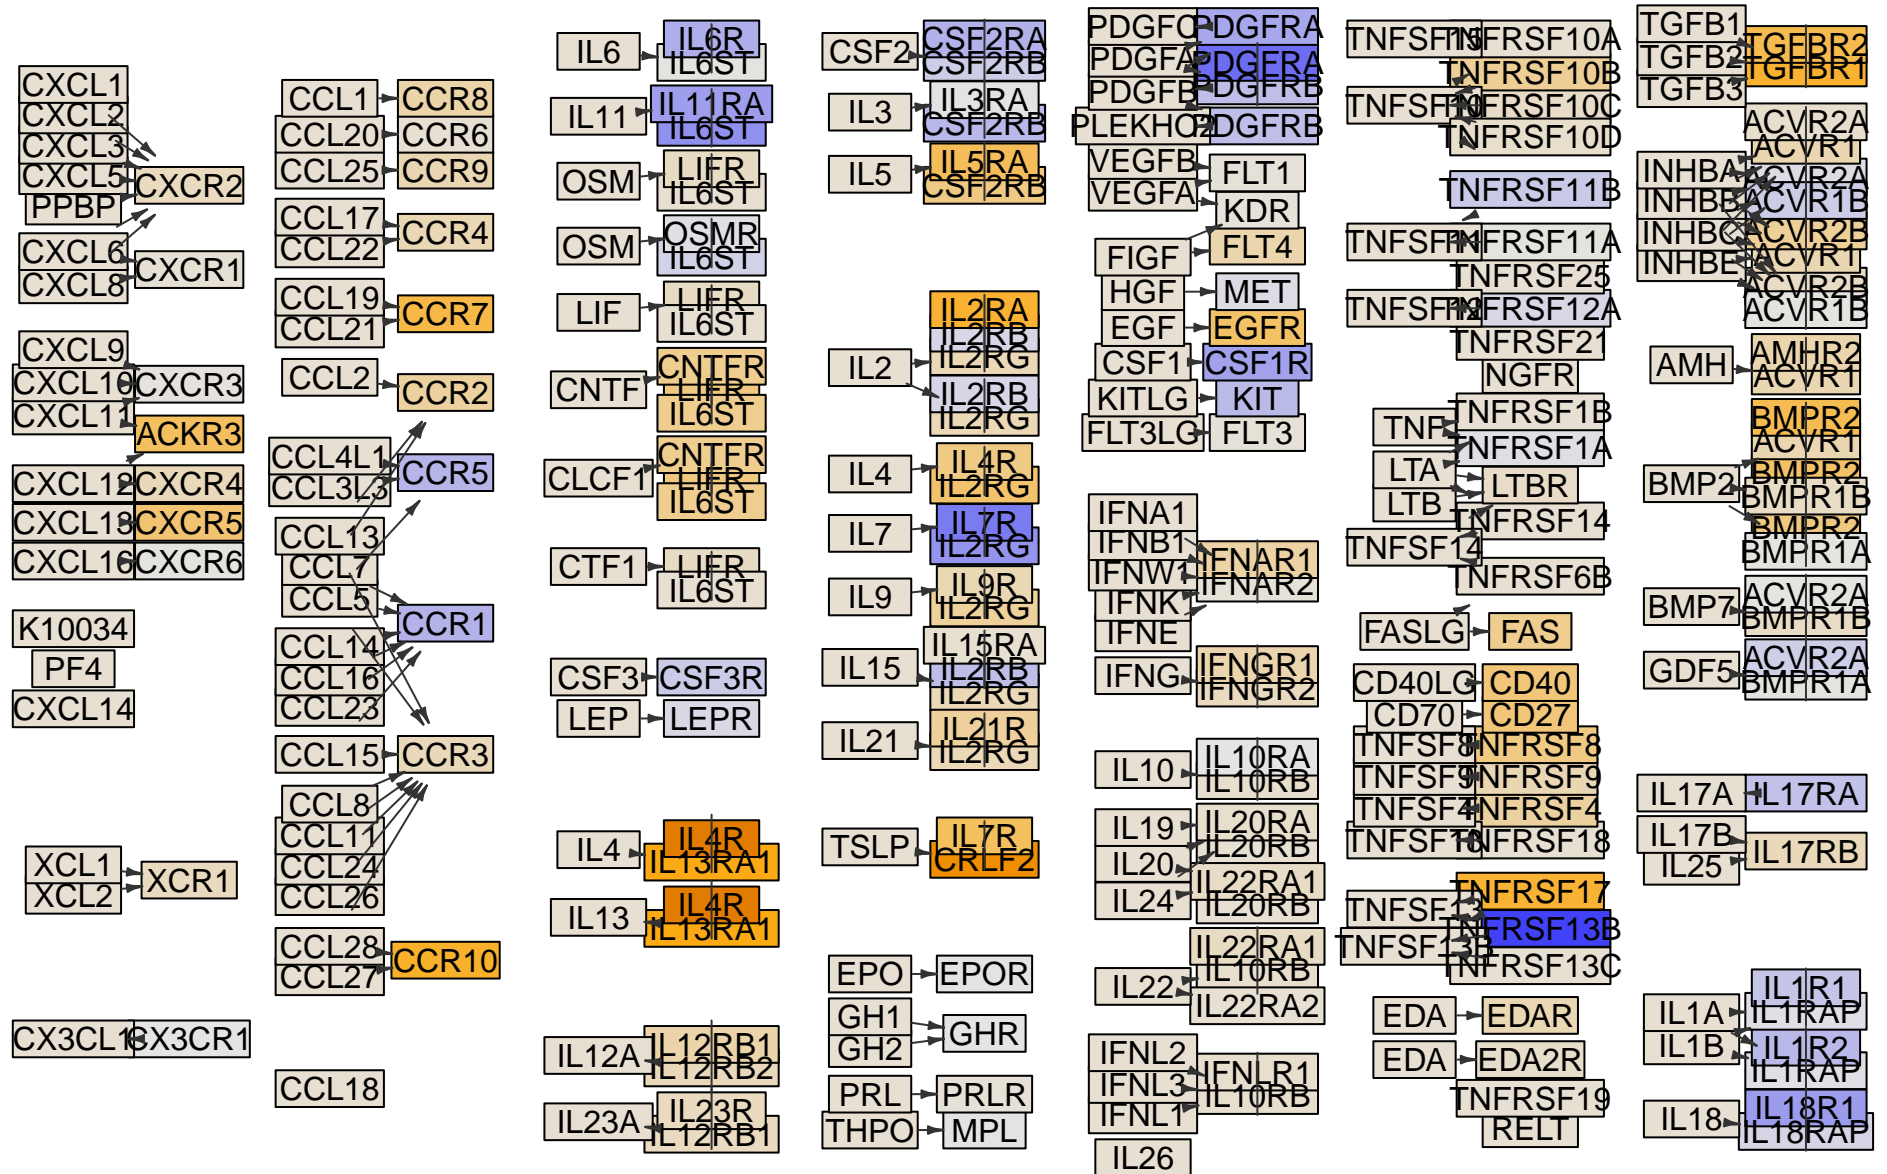 CXCL1
CXCL2
CXCL3
CXCL5
PPBP
CXCR2
CXCL6
CXCL8
CXCR1
CXCL9
CXCL10
CXCL11
CXCR3
ACKR3
CXCL12
CXCR4
CXCL13
CXCR5
CXCL16
CXCR6
K10034
PF4
CXCL14
XCL1
XCL2
XCR1
CX3CL1
CX3CR1
CCL1
CCR8
CCL20
CCR6
CCL25
CCR9
CCL17
CCL22
CCR4
CCL19
CCL21
CCR7
CCL2
CCR2
CCL4L1
CCL3L3
CCR5
CCL13
CCL7
CCL5
CCR1
CCL14
CCL16
CCL23
CCL15
CCR3
CCL8
CCL11
CCL24
CCL26
CCL28
CCL27
CCR10
CCL18
IL6
IL6R
IL6ST
IL11
IL11RA
IL6ST
OSM
LIFR
IL6ST
OSM
OSMR
IL6ST
LIF
LIFR
IL6ST
CNTF
CNTFR
LIFR
IL6ST
CLCF1
CNTFR
LIFR
IL6ST
CTF1
LIFR
IL6ST
CSF3
CSF3R
LEP
LEPR
IL4
IL4R
IL13RA1
IL13
IL4R
IL13RA1
IL12A
IL12RB1
IL12RB2
IL23A
IL23R
IL12RB1
CSF2
CSF2RA
CSF2RB
IL3
IL3RA
CSF2RB
IL5
IL5RA
CSF2RB
IL2
IL2RA
IL2RB
IL2RG
IL2RB
IL2RG
IL4
IL4R
IL2RG
IL7
IL7R
IL2RG
IL9
IL9R
IL2RG
IL15
IL15RA
IL2RB
IL2RG
IL21
IL21R
IL2RG
TSLP
IL7R
CRLF2
EPO
EPOR
GH1
GH2
GHR
PRL
PRLR
THPO
MPL
PDGFC
PDGFRA
PDGFA
PDGFRA
PDGFB
PDGFRB
PLEKHO2
PDGFRB
VEGFB
VEGFA
FLT1
KDR
FIGF
FLT4
HGF
MET
EGF
EGFR
CSF1
CSF1R
KITLG
KIT
FLT3LG
FLT3
IFNA1
IFNB1
IFNW1
IFNK
IFNE
IFNAR1
IFNAR2
IFNG
IFNGR1
IFNGR2
IL10
IL10RA
IL10RB
IL19
IL20
IL24
IL20RA
IL20RB
IL22RA1
IL20RB
IL22
IL22RA1
IL10RB
IL22RA2
IFNL2
IFNL3
IFNL1
IFNLR1
IL10RB
IL26
TNFSF15
TNFRSF10A
TNFRSF10B
TNFSF10
TNFRSF10C
TNFRSF10D
TNFRSF11B
TNFSF11
TNFRSF11A
TNFRSF25
TNFSF12
TNFRSF12A
TNFRSF21
NGFR
TNF
TNFRSF1B
TNFRSF1A
LTA
LTB
LTBR
TNFRSF14
TNFSF14
TNFRSF6B
FASLG
FAS
CD40LG
CD40
CD70
CD27
TNFSF8
TNFRSF8
TNFSF9
TNFRSF9
TNFSF4
TNFRSF4
TNFSF18
TNFRSF18
TNFSF13
TNFRSF17
TNFRSF13B
TNFSF13B
TNFRSF13C
EDA
EDAR
EDA
EDA2R
TNFRSF19
RELT
TGFB1
TGFB2
TGFB3
TGFBR2
TGFBR1
INHBA
INHBB
INHBC
INHBE
ACVR2A
ACVR1
ACVR2A
ACVR1B
ACVR2B
ACVR1
ACVR2B
ACVR1B
AMH
AMHR2
ACVR1
BMP2
BMPR2
ACVR1
BMPR2
BMPR1B
BMPR2
BMPR1A
BMP7
ACVR2A
BMPR1B
GDF5
ACVR2A
BMPR1A
IL17A
IL17RA
IL17B
IL25
IL17RB
IL1A
IL1B
IL1R1
IL1RAP
IL1R2
IL1RAP
IL18
IL18R1
IL18RAP